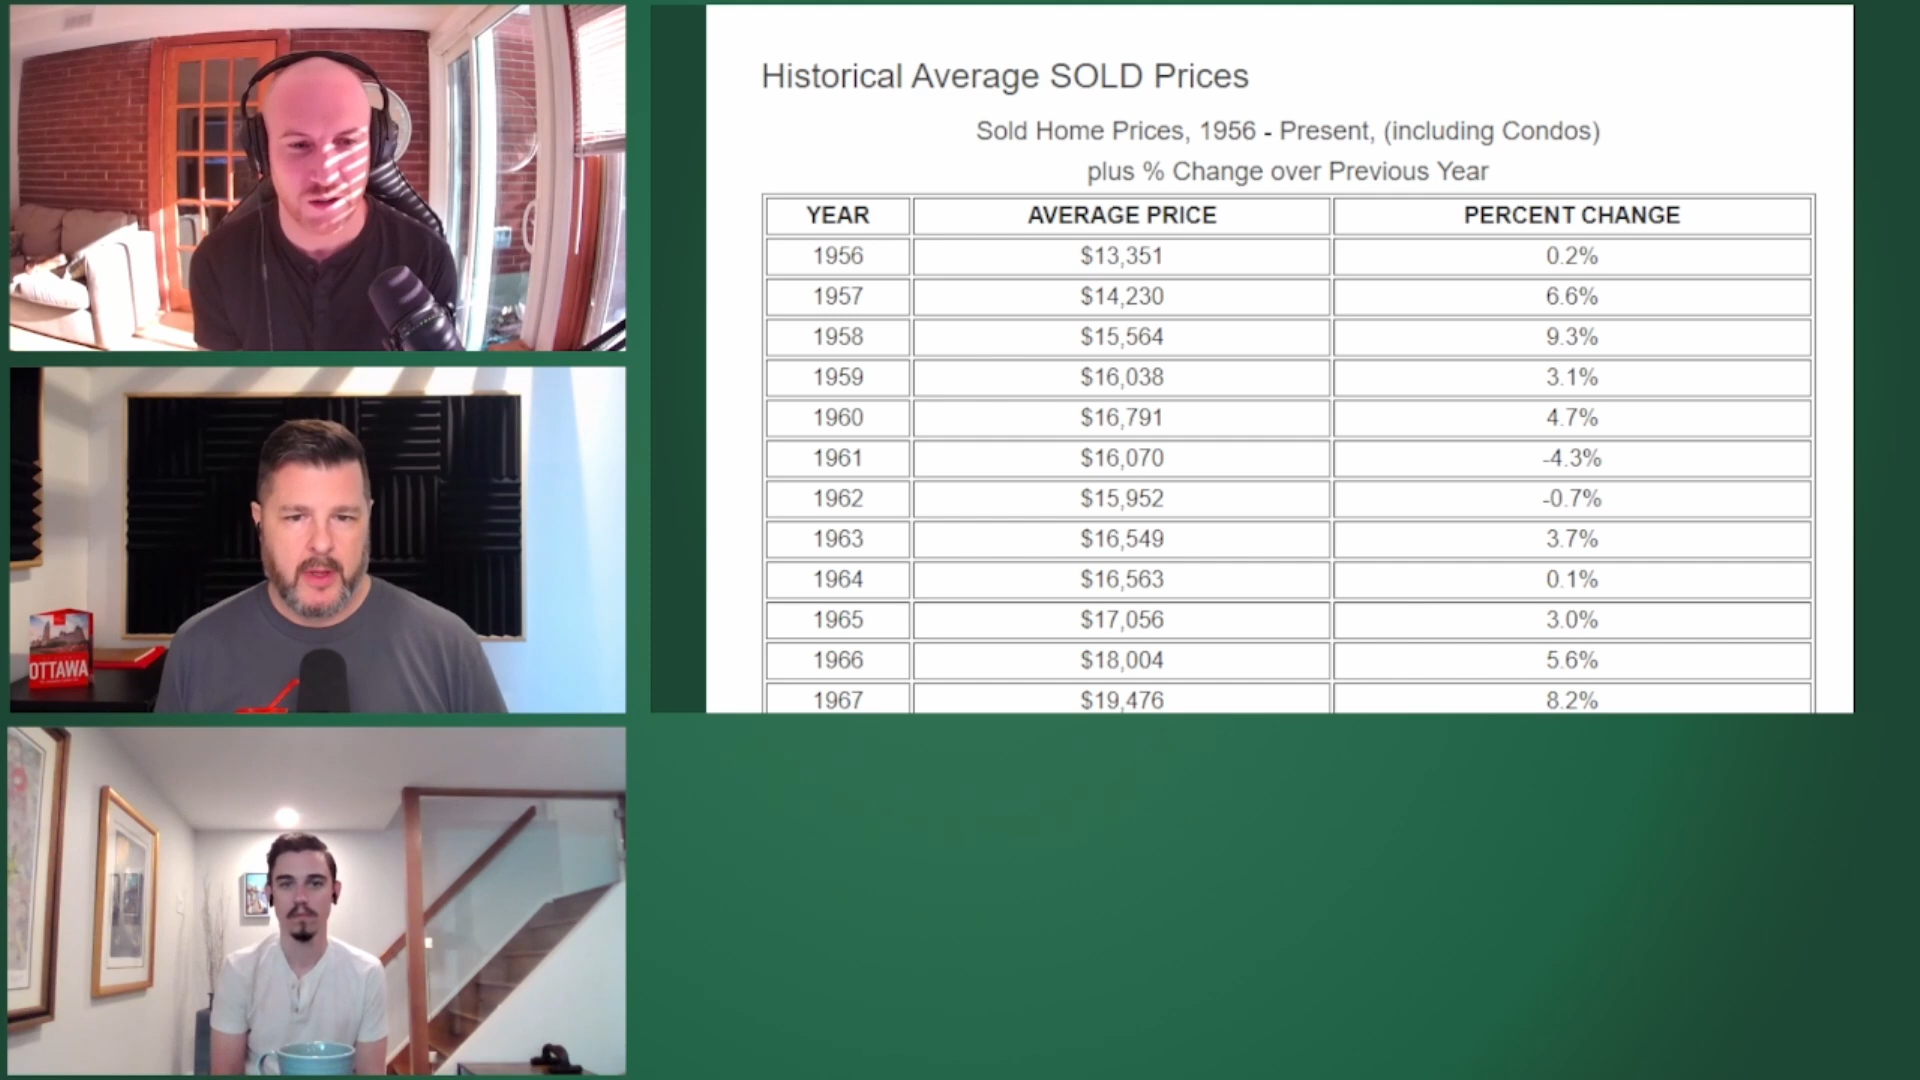 Historical Average SOLD Prices
Sold Home Prices, 1956 - Present, (including Condos)
plus % Change over Previous Year
YEAR AVERAGE PRICE PERCENT CHANGE
1956 $13,351 0.2%
1957 $14,230 6.6%
1958 $15,564 9.3%
1959 $16,038 3.1%
1960 $16,791 4.7%
1961 $16,070 -4.3%
1962 $15,952 -0.7%
1963 $16,549 3.7%
1964 $16,563 0.1%
1965 $17,056 3.0%
1966 $18,004 5.6%
1967 $19,476 8.2%
OTTAWA